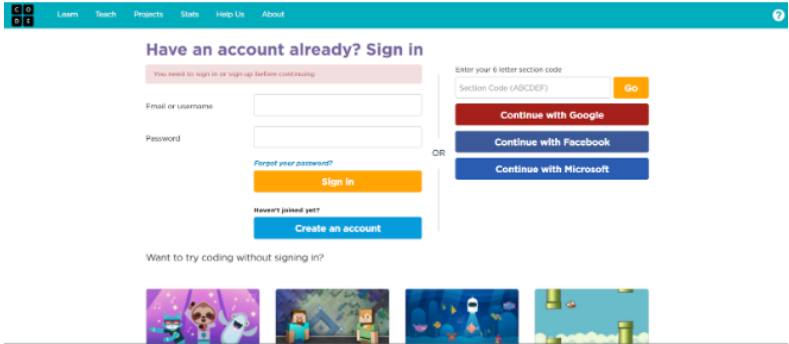 C O
D E
Learn Teach Projects Stats Help Us About
?
Have an account already? Sign in
You need to sign in or sign up before continuing.
Email or username
Password
Forgot your password?
Sign in
Haven't joined yet?
Create an account
OR
Enter your 6 letter section code
Section Code (ABCDEF)
Go
Continue with Google
Continue with Facebook
Continue with Microsoft
Want to try coding without signing in?